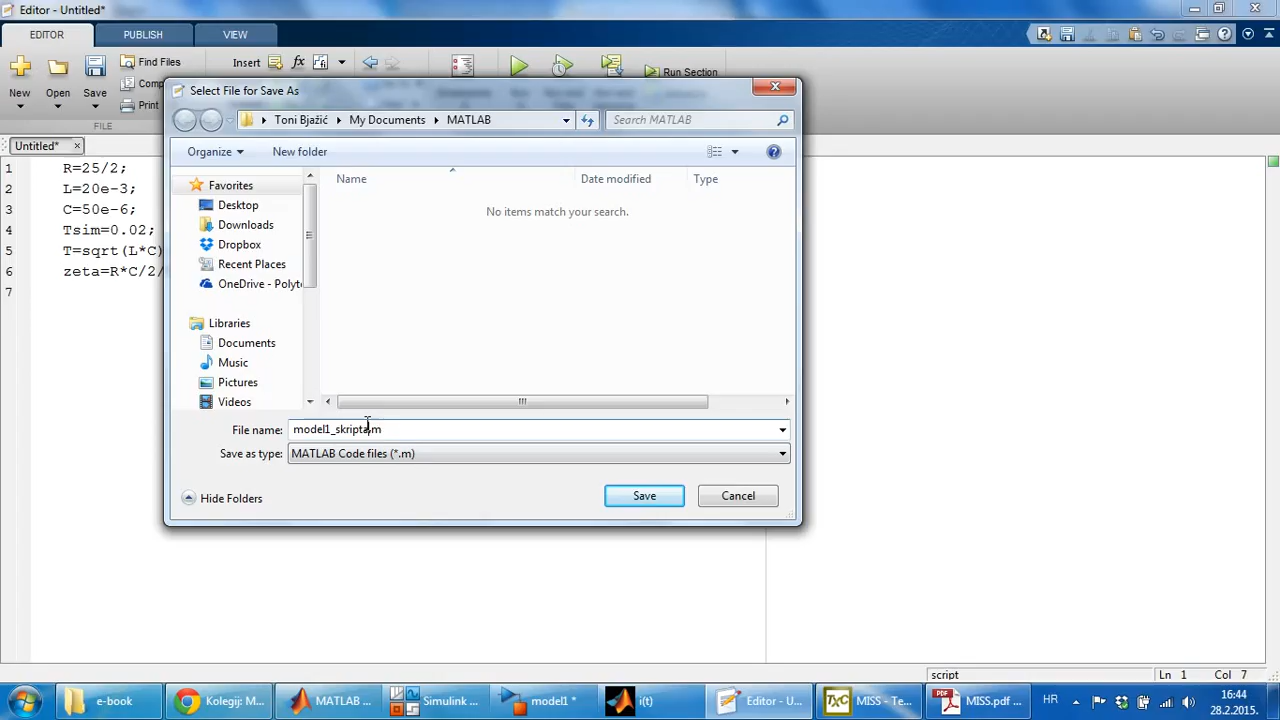 Editor - Untitled*
EDITOR
PUBLISH
VIEW
New
Open
Save
Find Files
Print
Insert
fx
Run Section
FILE
Untitled*
1 R=25/2;
2 L=20e-3;
3 C=50e-6;
4 Tsim=0.02;
5 T=sqrt(L*C)
6 zeta=R*C/2/
7
Select File for Save As
Toni Bjažić
My Documents
MATLAB
Search MATLAB
Organize
New folder
Name
Date modified
Type
No items match your search.
Favorites
Desktop
Downloads
Dropbox
Recent Places
OneDrive - Polyte
Libraries
Documents
Music
Pictures
Videos
File name: model1_skripta.m
Save as type: MATLAB Code files (*.m)
Hide Folders
Save
Cancel
script
Ln 1
Col 7
e-book
Kolegij: M...
MATLAB ...
Simulink ...
model1 *
i(t)
Editor - U...
MISS - Te...
MISS.pdf ...
HR
16:44
28.2.2015.